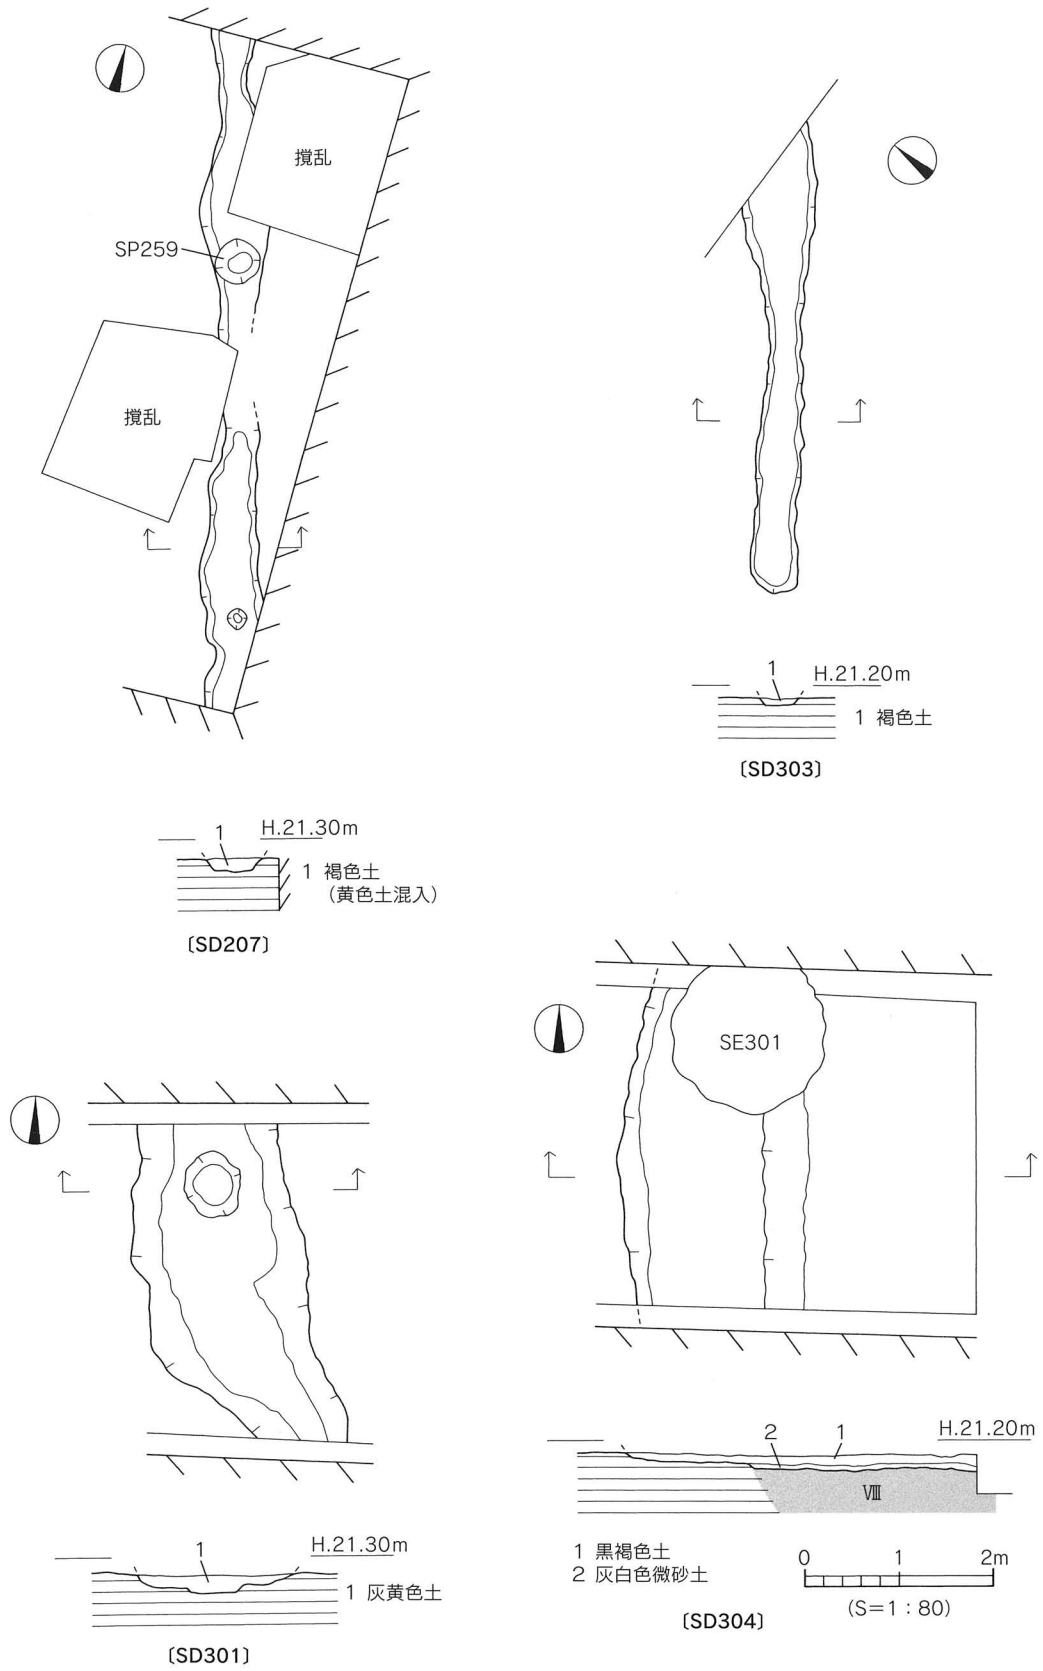 撹乱
SP259
撹乱
1 H.21.30m
1 褐色土
(黄色土混入)
〔SD207〕
1 H.21.20m
1 褐色土
〔SD303〕
1 H.21.30m
1 灰黄色土
〔SD301〕
SE301
2 1 H.21.20m
Ⅷ
1 黒褐色土
2 灰白色微砂土
0 1 2m
(S=1:80)
〔SD304〕